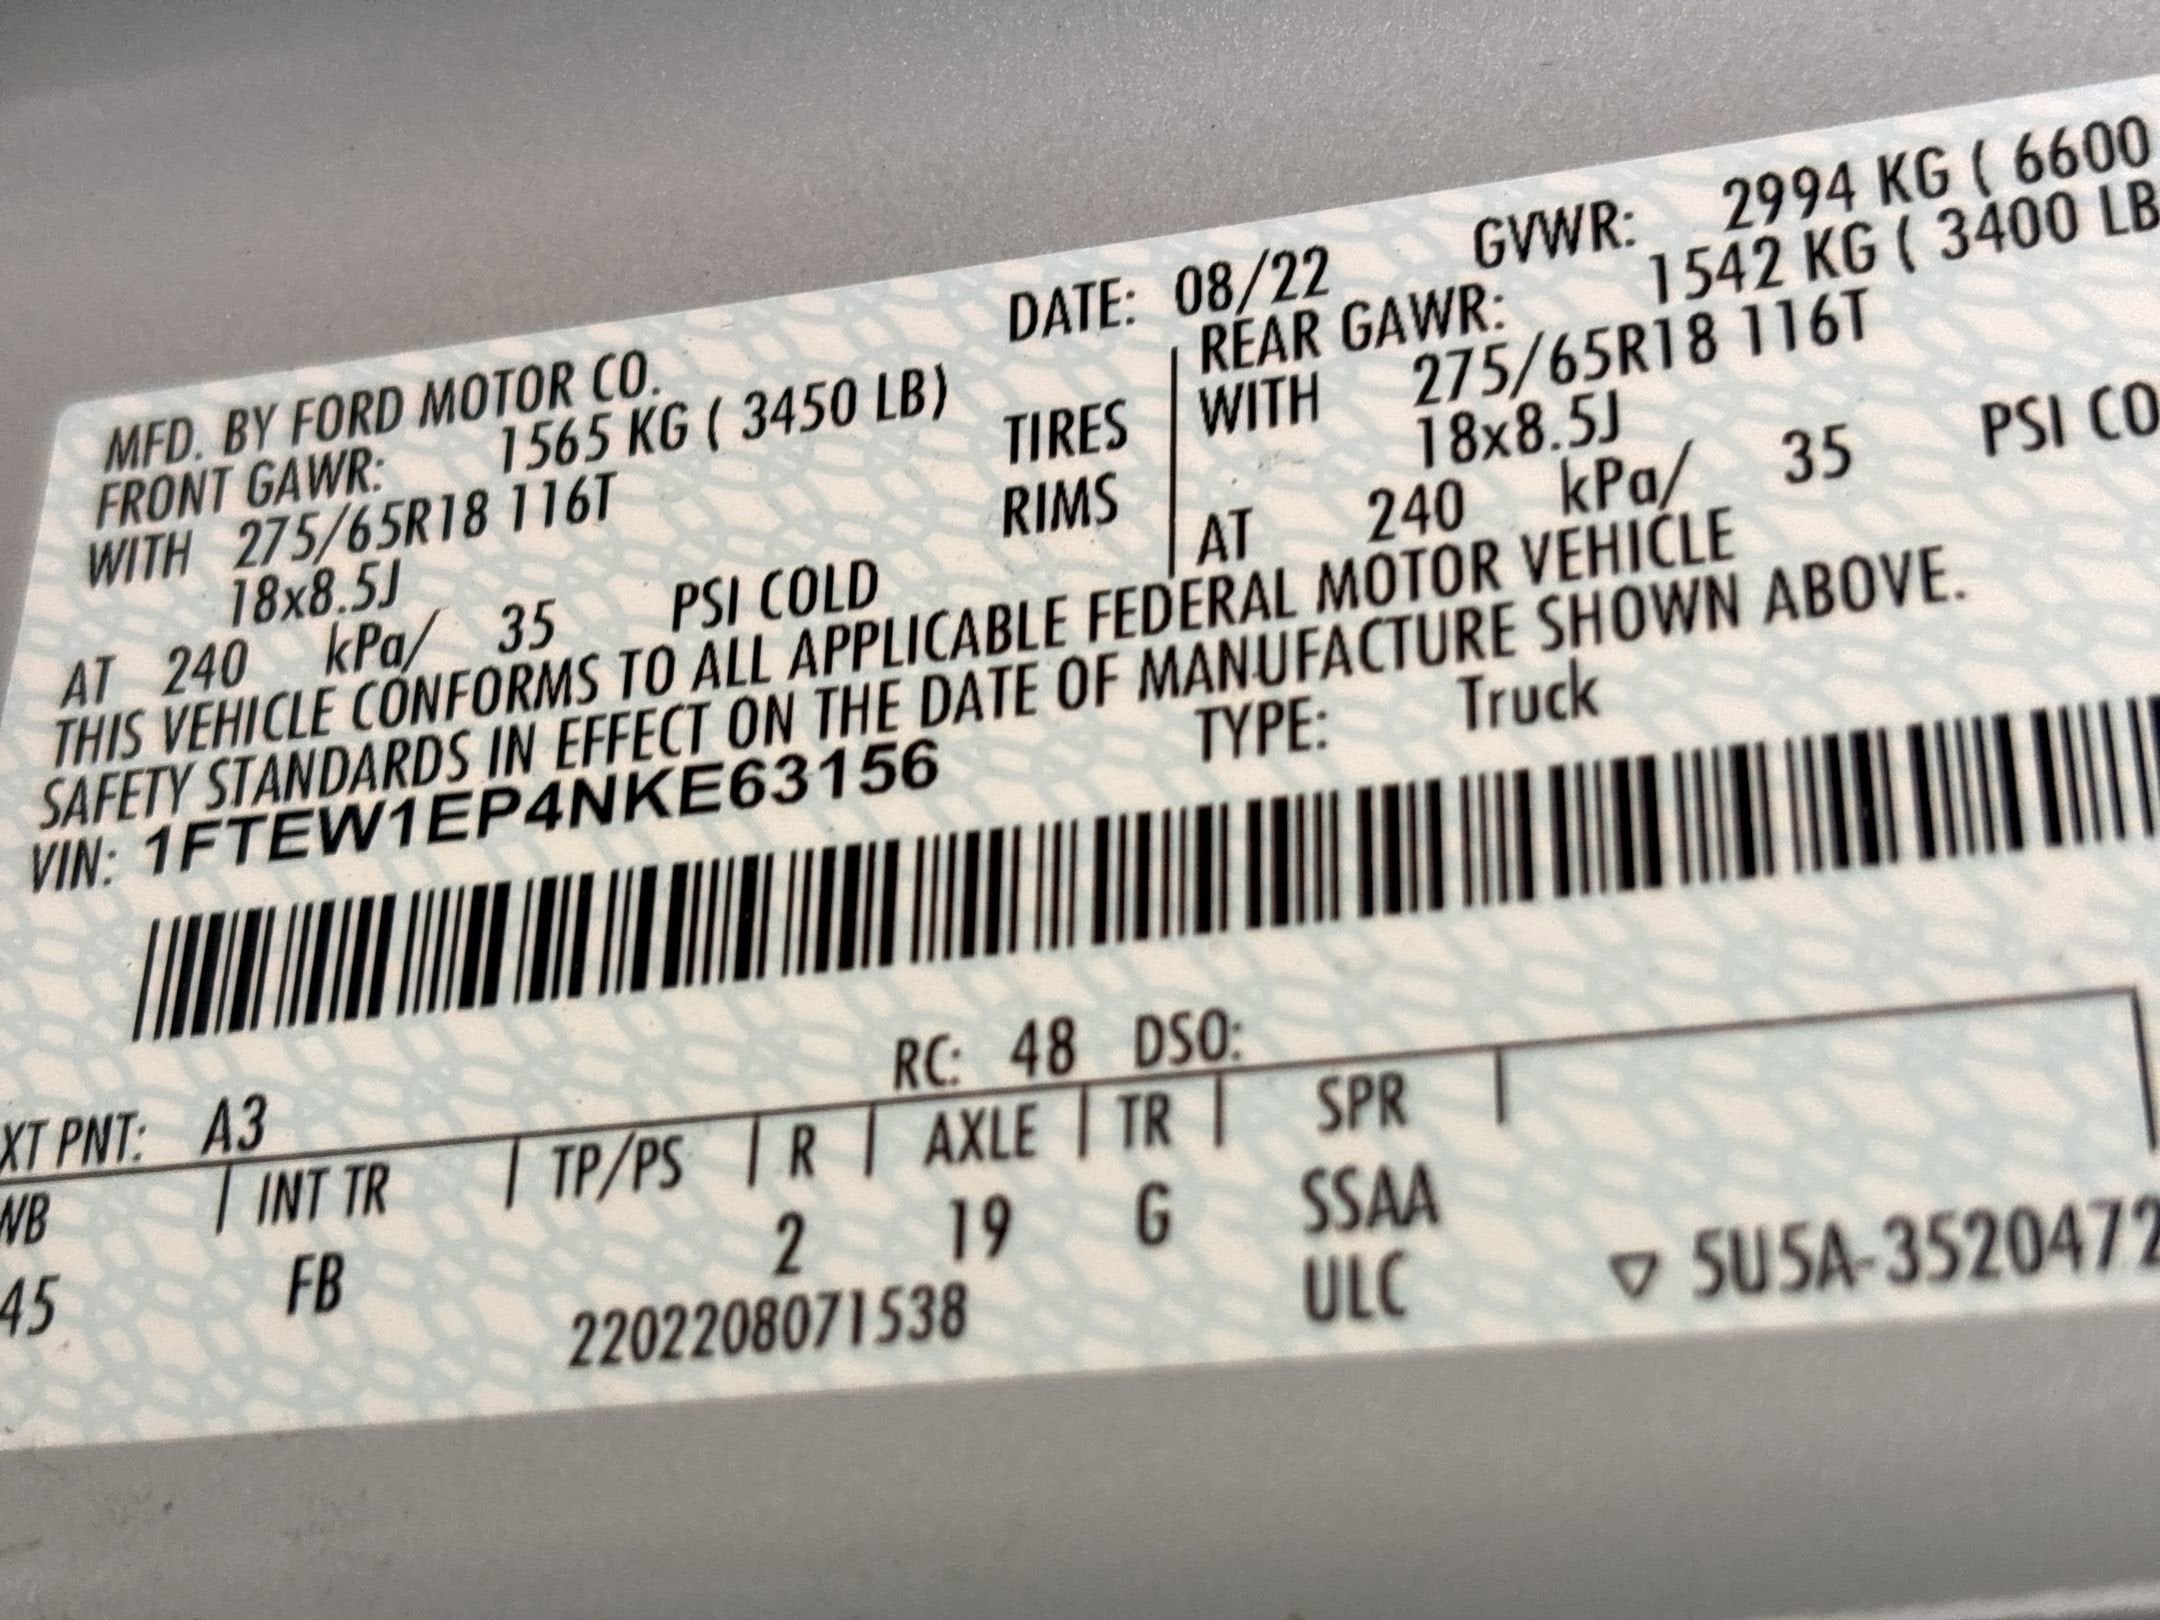 MFD. BY FORD MOTOR CO. DATE: 08/22 GVWR: 2994 KG ( 6600
FRONT GAWR: 1565 KG ( 3450 LB) REAR GAWR: 1542 KG ( 3400 LB
WITH 275/65R18 116T TIRES WITH 275/65R18 116T
18x8.5J RIMS 18x8.5J
AT 240 kPa/ 35 PSI COLD AT 240 kPa/ 35 PSI CO
THIS VEHICLE CONFORMS TO ALL APPLICABLE FEDERAL MOTOR VEHICLE
SAFETY STANDARDS IN EFFECT ON THE DATE OF MANUFACTURE SHOWN ABOVE.
VIN: 1FTEW1EP4NKE63156 TYPE: Truck
XT PNT: A3 RC: 48 DSO:
WB INT TR TP/PS R AXLE TR SPR
45 FB 2 19 G SSAA
2202208071538 ULC ▽ 5U5A-3520472